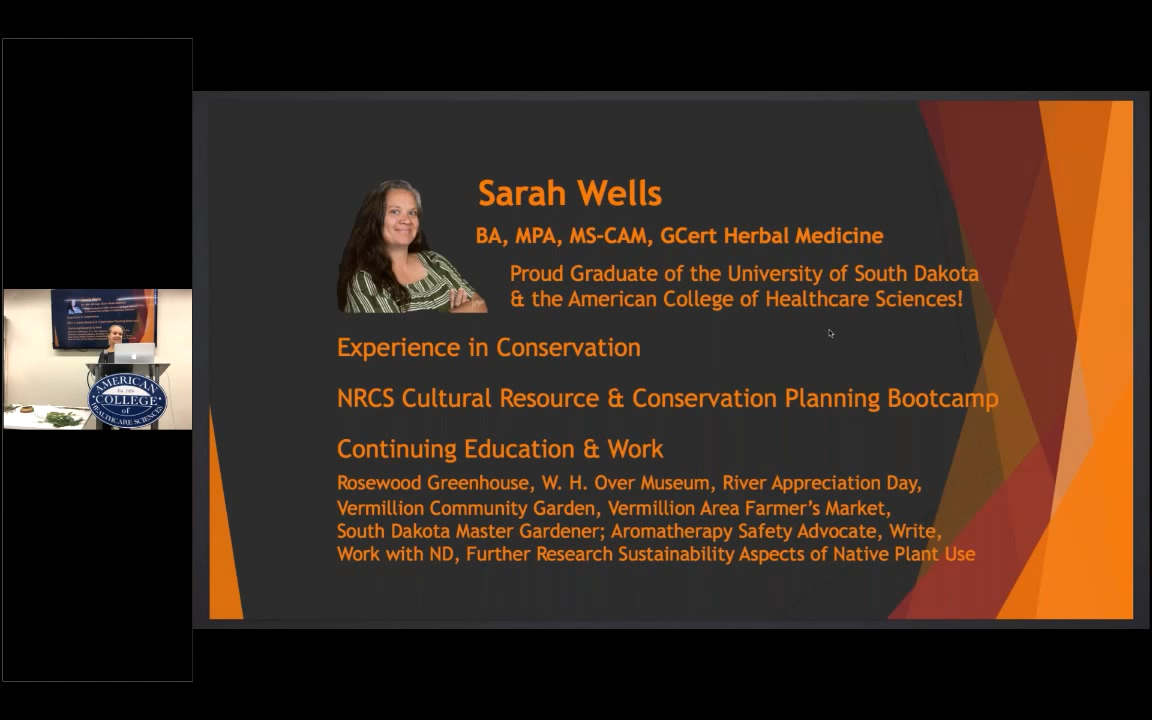 Sarah Wells
BA, MPA, MS-CAM, GCert Herbal Medicine
Proud Graduate of the University of South Dakota
& the American College of Healthcare Sciences!
Experience in Conservation
NRCS Cultural Resource & Conservation Planning Bootcamp
Continuing Education & Work
Rosewood Greenhouse, W. H. Over Museum, River Appreciation Day,
Vermillion Community Garden, Vermillion Area Farmer's Market,
South Dakota Master Gardener; Aromatherapy Safety Advocate, Write,
Work with ND, Further Research Sustainability Aspects of Native Plant Use
AMERICAN
COLLEGE
of
HEALTHCARE SCIENCES